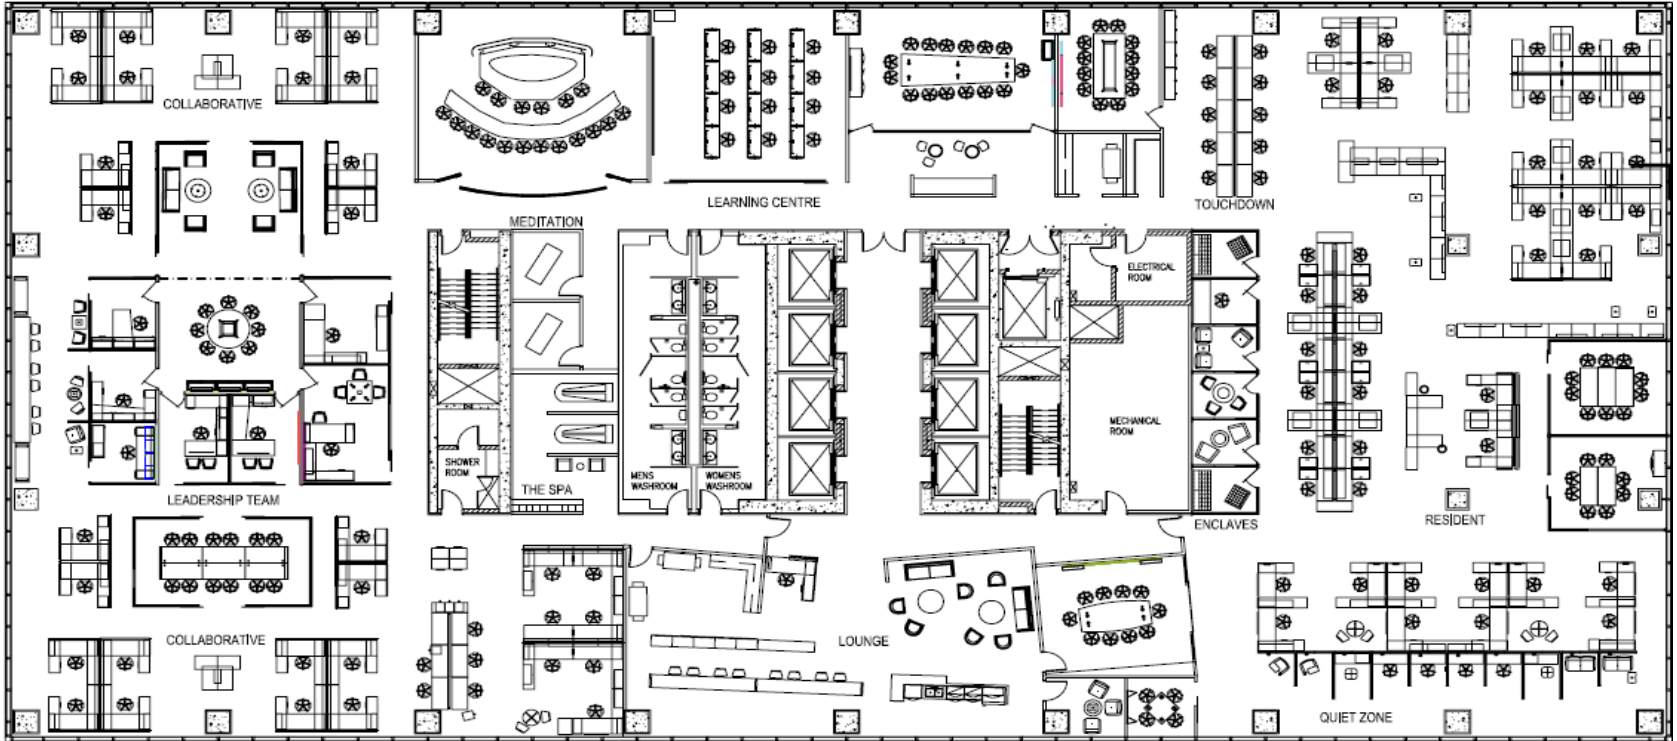 COLLABORATIVE
MEDITATION
LEARNING CENTRE
TOUCHDOWN
ELECTRICAL
ROOM
MECHANICAL
ROOM
SHOWER
ROOM
THE SPA
MENS
WASHROOM
WOMENS
WASHROOM
LEADERSHIP TEAM
ENCLAVES
RESIDENT
COLLABORATIVE
LOUNGE
QUIET ZONE